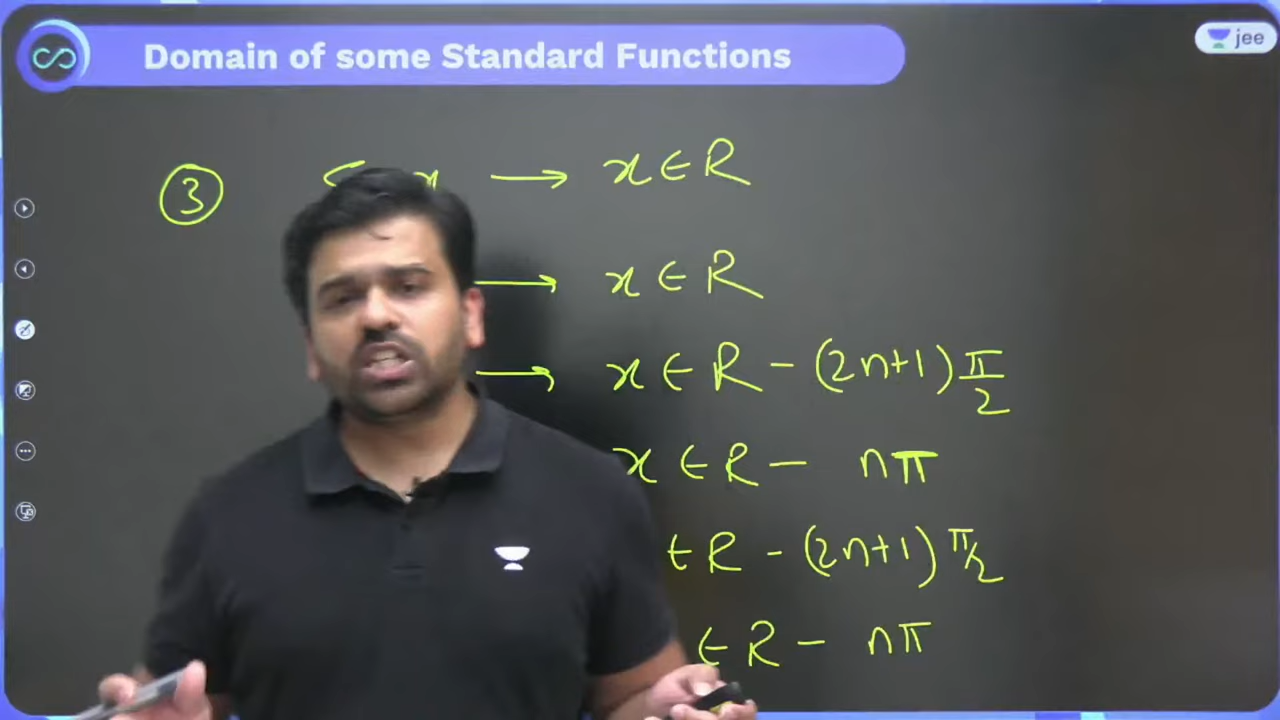 Domain of some Standard Functions
jee
③ x → x ∈ R
→ x ∈ R
→ x ∈ R - (2n+1) π/2
x ∈ R - nπ
∈ R - (2n+1) π/2
∈ R - nπ